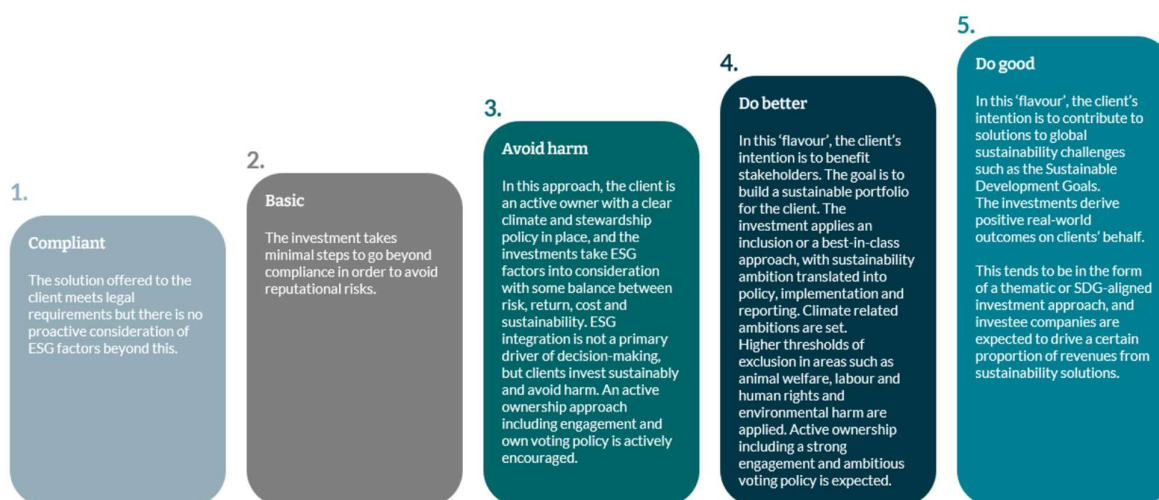 1.
Compliant
The solution offered to the
client meets legal
requirements but there is no
proactive consideration of
ESG factors beyond this.
2.
Basic
The investment takes
minimal steps to go beyond
compliance in order to avoid
reputational risks.
3.
Avoid harm
In this approach, the client is
an active owner with a clear
climate and stewardship
policy in place, and the
investments take ESG
factors into consideration
with some balance between
risk, return, cost and
sustainability. ESG
integration is not a primary
driver of decision-making,
but clients invest sustainably
and avoid harm. An active
ownership approach
including engagement and
own voting policy is actively
encouraged.
4.
Do better
In this ‘flavour’, the client’s
intention is to benefit
stakeholders. The goal is to
build a sustainable portfolio
for the client. The
investment applies an
inclusion or a best-in-class
approach, with sustainability
ambition translated into
policy, implementation and
reporting. Climate related
ambitions are set.
Higher thresholds of
exclusion in areas such as
animal welfare, labour and
human rights and
environmental harm are
applied. Active ownership
including a strong
engagement and ambitious
voting policy is expected.
5.
Do good
In this ‘flavour’, the client’s
intention is to contribute to
solutions to global
sustainability challenges
such as the Sustainable
Development Goals.
The investments derive
positive real-world
outcomes on clients’ behalf.
This tends to be in the form
of a thematic or SDG-aligned
investment approach, and
investee companies are
expected to drive a certain
proportion of revenues from
sustainability solutions.